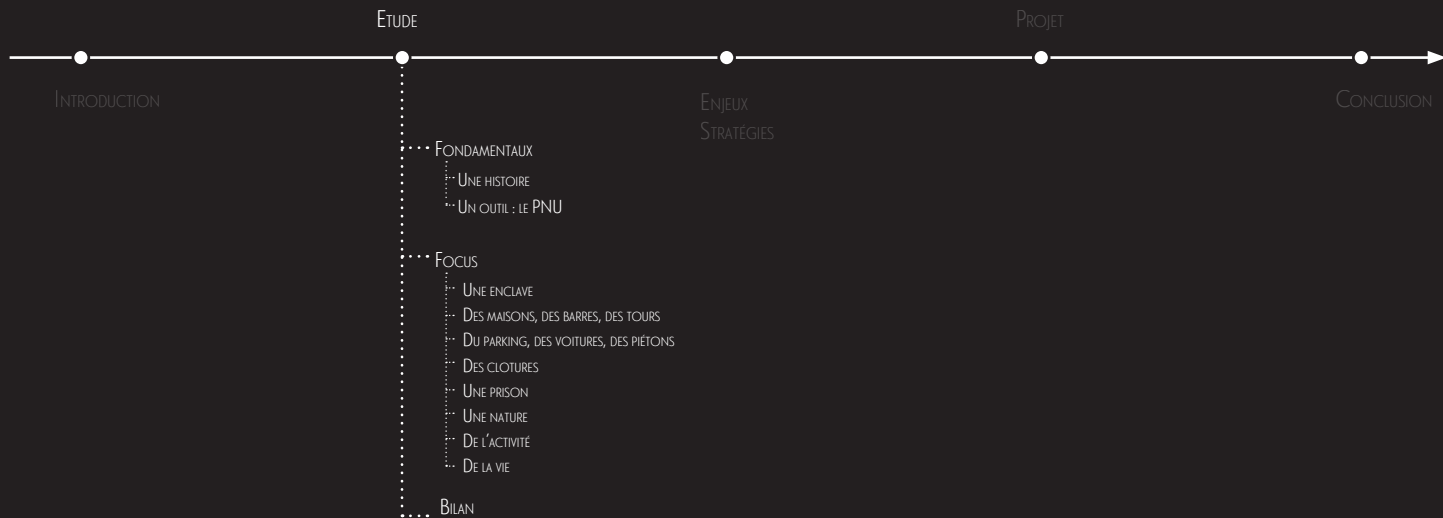 Etude
Projet
Introduction
Enjeux
Stratégies
Conclusion
Fondamentaux
Une histoire
Un outil : le PNU
Focus
Une enclave
Des maisons, des barres, des tours
Du parking, des voitures, des piétons
Des clotures
Une prison
Une nature
De l'activité
De la vie
Bilan